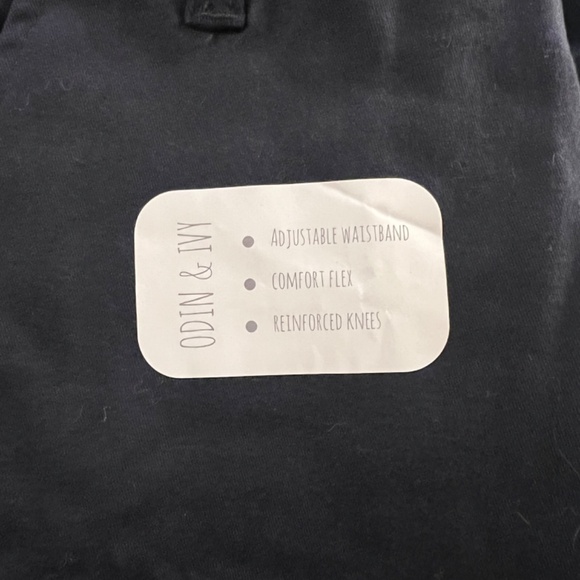 ODIN & IVY
ADJUSTABLE WAISTBAND
COMFORT FLEX
REINFORCED KNEES